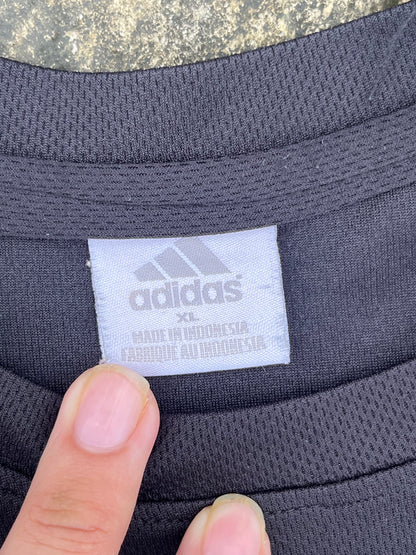 adidas
XL
MADE IN INDONESIA
FABRIQUE AU INDONESIA